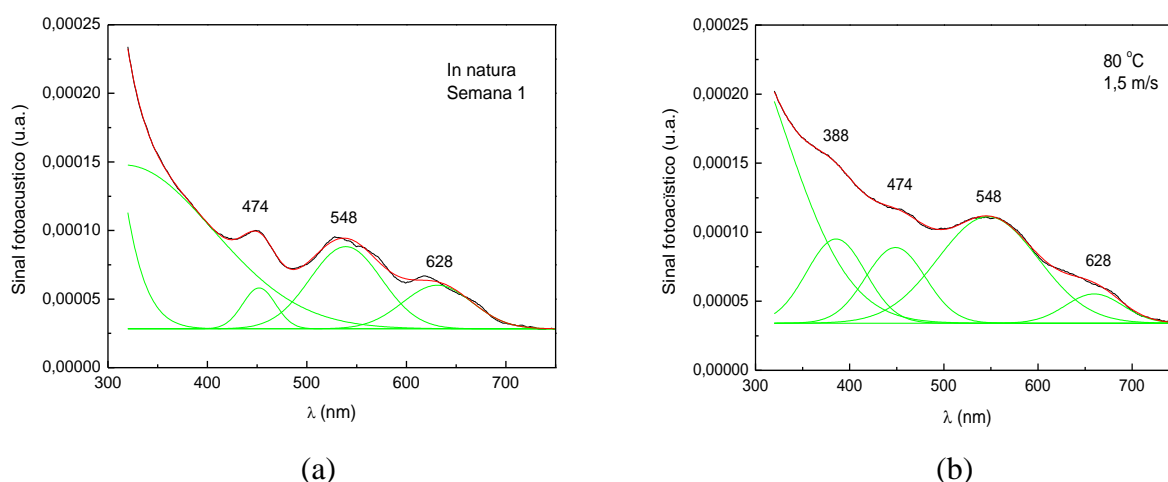 0,00025
0,00020
0,00015
0,00010
0,00005
0,00000
Sinal fotoacustico (u.a.)
In natura
Semana 1
474
548
628
300
400
500
600
700
λ (nm)
(a)
0,00025
0,00020
0,00015
0,00010
0,00005
0,00000
Sinal fotoacïstico (u.a.)
80 °C
1,5 m/s
388
474
548
628
300
400
500
600
700
λ (nm)
(b)